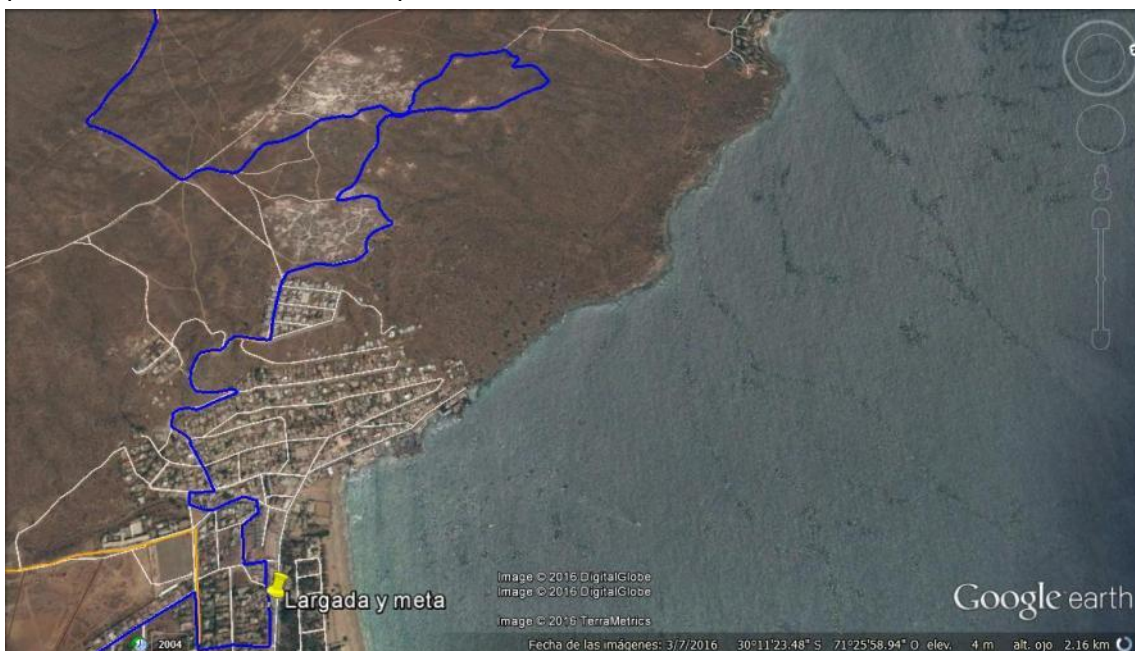 Largada y meta
Image © 2016 DigitalGlobe
Image © 2016 DigitalGlobe
Image © 2016 TerraMetrics
Google earth
2004
Fecha de las imágenes: 3/7/2016 30°11'23.48" S 71°25'58.94" O elev. 4 m alt. ojo 2.16 km